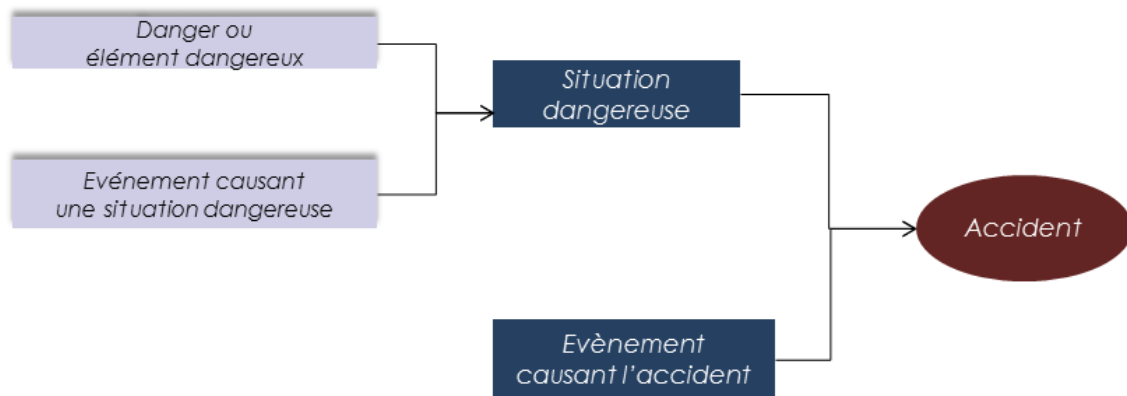 Danger ou
élément dangereux
Situation
dangereuse
Evénement causant
une situation dangereuse
Accident
Evènement
causant l’accident